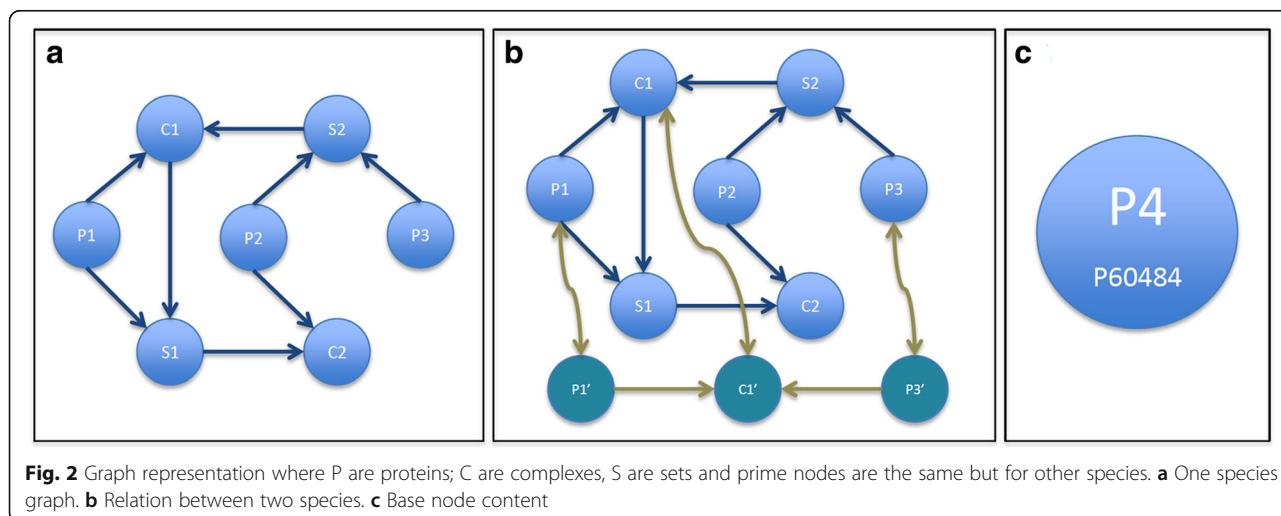 a
C1
S2
P1
P2
P3
S1
C2
b
C1
S2
P1
P2
P3
S1
C2
P1′
C1′
P3′
c
P4
P60484
Fig. 2 Graph representation where P are proteins; C are complexes, S are sets and prime nodes are the same but for other species. a One species
graph. b Relation between two species. c Base node content